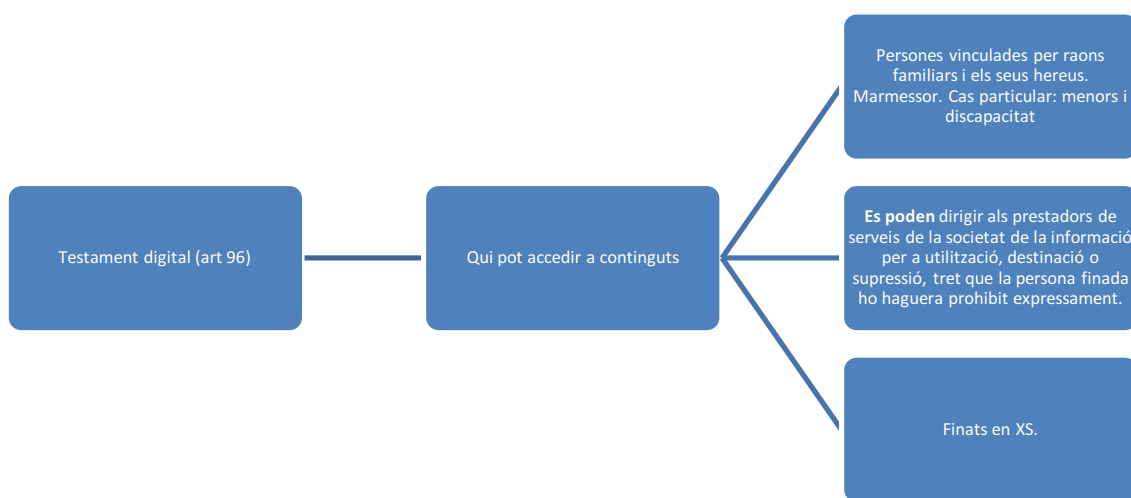 Persones vinculades per raons
familiars i els seus hereus.
Marmessor. Cas particular: menors i
discapacitat
Testament digital (art 96)
Qui pot accedir a continguts
Es poden dirigir als prestadors de
serveis de la societat de la informació
per a utilització, destinació o
supressió, tret que la persona finada
ho haguera prohibit expressament.
Finats en XS.